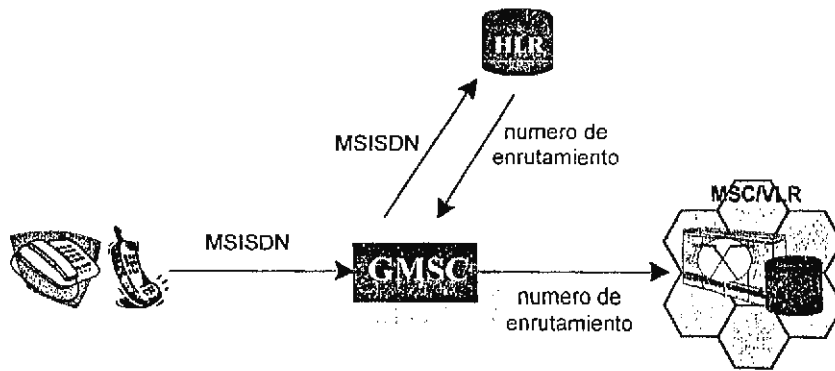 HLR
MSISDN
numero de
enrutamiento
MSC/VLR
MSISDN
GMSC
numero de
enrutamiento